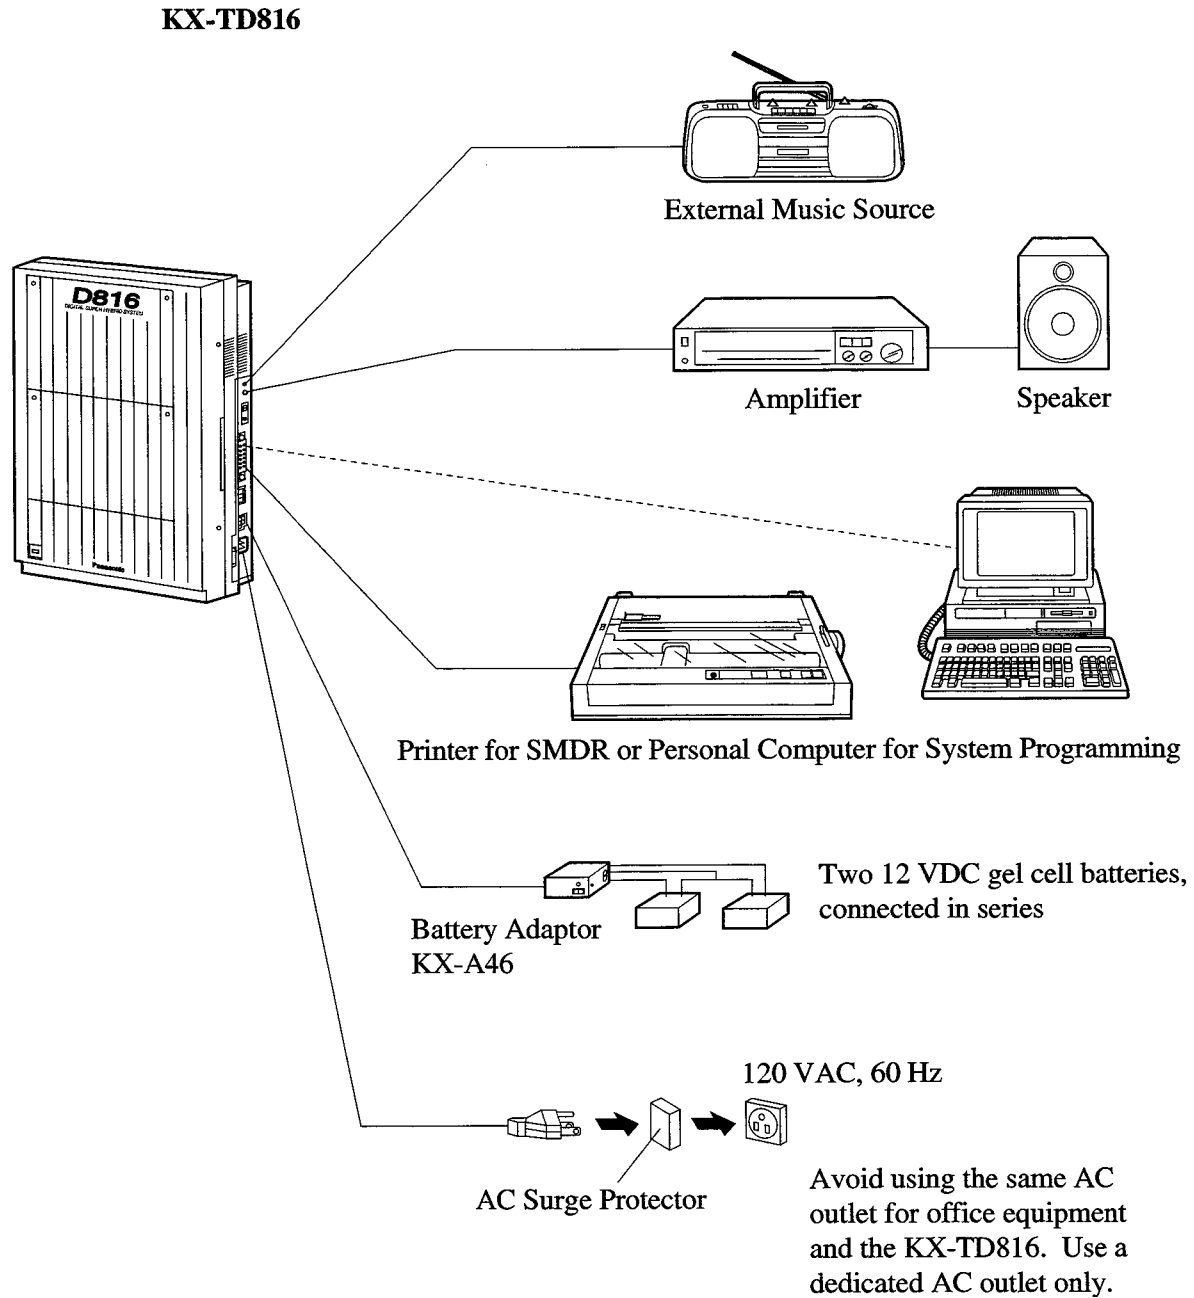 KX-TD816
External Music Source
D816
DIGITAL SUPER HYBRID SYSTEM
Amplifier
Speaker
Panasonic
Printer for SMDR or Personal Computer for System Programming
Two 12 VDC gel cell batteries,
connected in series
Battery Adaptor
KX-A46
120 VAC, 60 Hz
AC Surge Protector
Avoid using the same AC
outlet for office equipment
and the KX-TD816.  Use a
dedicated AC outlet only.